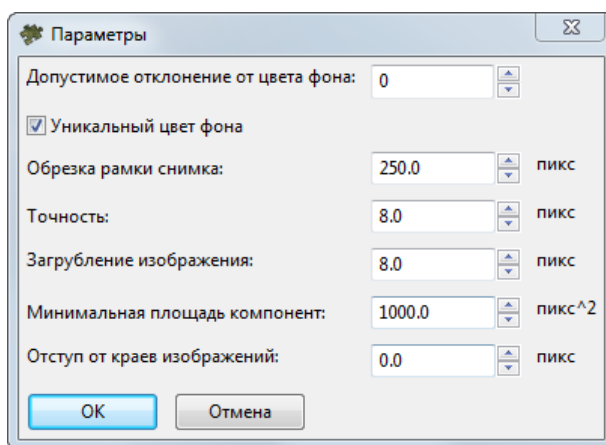 Параметры
Допустимое отклонение от цвета фона: 0
Уникальный цвет фона
Обрезка рамки снимка: 250.0 пикс
Точность: 8.0 пикс
Загрубление изображения: 8.0 пикс
Минимальная площадь компонент: 1000.0 пикс^2
Отступ от краев изображений: 0.0 пикс
ОК Отмена